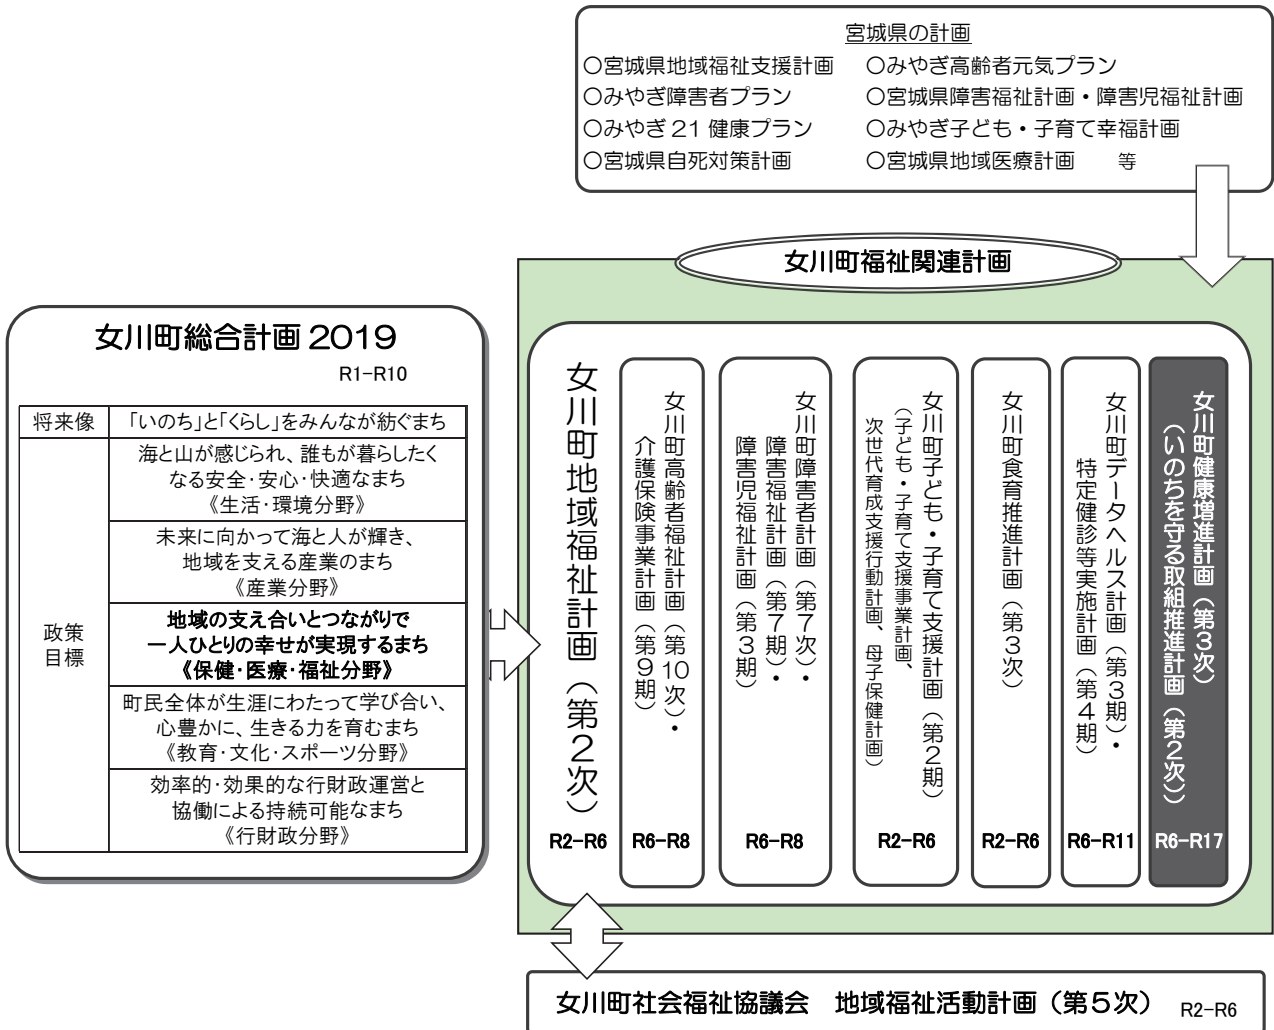 宮城県の計画
〇宮城県地域福祉支援計画　〇みやぎ高齢者元気プラン
〇みやぎ障害者プラン　〇宮城県障害福祉計画・障害児福祉計画
〇みやぎ21健康プラン　〇みやぎ子ども・子育て幸福計画
〇宮城県自死対策計画　〇宮城県地域医療計画　等
女川町福祉関連計画
女川町総合計画2019
R1-R10
将来像
「いのち」と「くらし」をみんなが紡ぐまち
政策
目標
海と山が感じられ、誰もが暮らしたく
なる安全・安心・快適なまち
《生活・環境分野》
未来に向かって海と人が輝き、
地域を支える産業のまち
《産業分野》
地域の支え合いとつながりで
一人ひとりの幸せが実現するまち
《保健・医療・福祉分野》
町民全体が生涯にわたって学び合い、
心豊かに、生きる力を育むまち
《教育・文化・スポーツ分野》
効率的・効果的な行財政運営と
協働による持続可能なまち
《行財政分野》
女川町地域福祉計画（第2次）
R2-R6
女川町高齢者福祉計画（第10次）・
介護保険事業計画（第9期）
R6-R8
女川町障害者計画（第7次）・
障害福祉計画（第7期）・
障害児福祉計画（第3期）
R6-R8
女川町子ども・子育て支援計画（第2期）
（子ども・子育て支援事業計画、
次世代育成支援行動計画、母子保健計画）
R2-R6
女川町食育推進計画（第3次）
R2-R6
女川町データヘルス計画（第3期）・
特定健診等実施計画（第4期）
R6-R11
女川町健康増進計画（第3次）
（いのちを守る取組推進計画（第2次））
R6-R17
女川町社会福祉協議会　地域福祉活動計画（第5次）　R2-R6